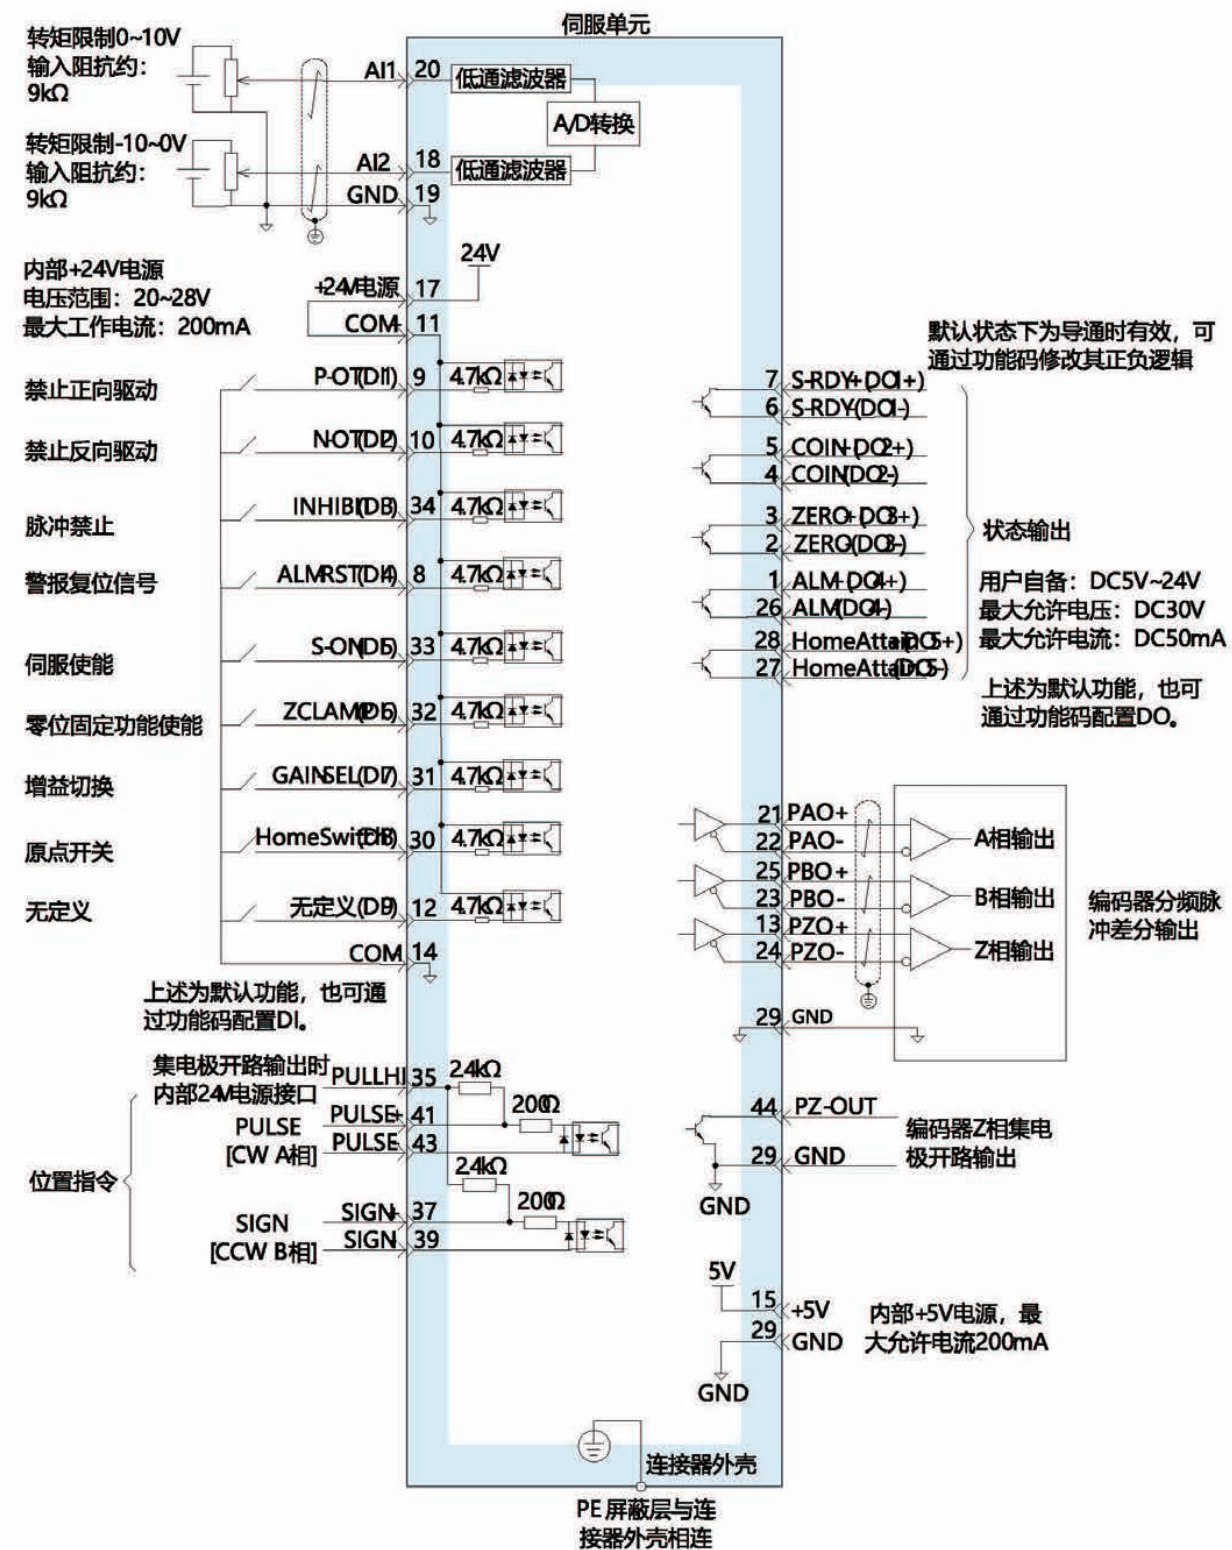 伺服单元
转矩限制0~10V
输入阻抗约：
9kΩ
AI1
20
低通滤波器
A/D转换
转矩限制-10~0V
输入阻抗约：
9kΩ
AI2
18
低通滤波器
GND
19
24V
内部+24V电源
电压范围：20~28V
最大工作电流：200mA
+24V电源
17
COM+
11
禁止正向驱动
P-OT(DI1)
9
4.7kΩ
禁止反向驱动
N-OT(DI2)
10
4.7kΩ
脉冲禁止
INHIBIT(DI3)
34
4.7kΩ
警报复位信号
ALMRST(DI4)
8
4.7kΩ
伺服使能
S-ON(DI5)
33
4.7kΩ
零位固定功能使能
ZCLAMP(DI6)
32
4.7kΩ
增益切换
GAINSEL(DI7)
31
4.7kΩ
原点开关
HomeSwitch(DI8)
30
4.7kΩ
无定义
无定义(DI9)
12
4.7kΩ
COM-
14
上述为默认功能，也可通
过功能码配置DI。
集电极开路输出时
内部24V电源接口
PULLHI
35
2.4kΩ
位置指令
PULSE
[CW A相]
PULSE+
41
200Ω
PULSE-
43
2.4kΩ
SIGN
[CCW B相]
SIGN+
37
200Ω
SIGN-
39
默认状态下为导通时有效，可
通过功能码修改其正负逻辑
7
S-RDY+(DO1+)
6
S-RDY-(DO1-)
5
COIN+(DO2+)
4
COIN-(DO2-)
3
ZERO+(DO3+)
2
ZERO-(DO3-)
1
ALM+(DO4+)
26
ALM-(DO4-)
28
HomeAttain+(DO5+)
27
HomeAttain-(DO5-)
状态输出
用户自备：DC5V~24V
最大允许电压：DC30V
最大允许电流：DC50mA
上述为默认功能，也可
通过功能码配置DO。
21
PAO+
22
PAO-
A相输出
25
PBO+
23
PBO-
B相输出
13
PZO+
24
PZO-
Z相输出
编码器分频脉
冲差分输出
29
GND
44
PZ-OUT
29
GND
编码器Z相集电
极开路输出
GND
5V
15
+5V
29
GND
内部+5V电源，最
大允许电流200mA
GND
连接器外壳
PE 屏蔽层与连
接器外壳相连